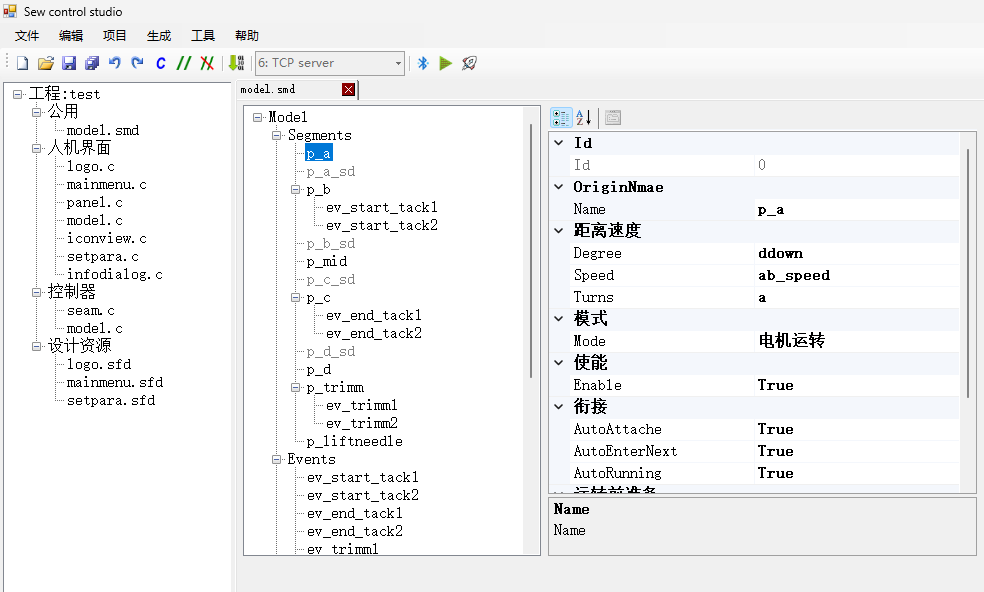 Sew control studio
文件 编辑 项目 生成 工具 帮助
6: TCP server
工程:test
公用
model.smd
人机界面
logo.c
mainmenu.c
panel.c
model.c
iconview.c
setpara.c
infodialog.c
控制器
seam.c
model.c
设计资源
logo.sfd
mainmenu.sfd
setpara.sfd
model.smd
Model
Segments
p_a
p_a_sd
p_b
ev_start_tack1
ev_start_tack2
p_b_sd
p_mid
p_c_sd
p_c
ev_end_tack1
ev_end_tack2
p_d_sd
p_d
p_trimm
ev_trimm1
ev_trimm2
p_liftneedle
Events
ev_start_tack1
ev_start_tack2
ev_end_tack1
ev_end_tack2
ev_trimm1
Id
Id 0
OriginNmae
Name p_a
距离速度
Degree ddown
Speed ab_speed
Turns a
模式
Mode 电机运转
使能
Enable True
衔接
AutoAttache True
AutoEnterNext True
AutoRunning True
运转前准备
Name
Name